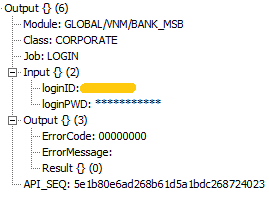 Output {} (6)
Module: GLOBAL/VNM/BANK_MSB
Class: CORPORATE
Job: LOGIN
Input {} (2)
loginID:
loginPWD: ***********
Output {} (3)
ErrorCode: 00000000
ErrorMessage:
Result {} (0)
API_SEQ: 5e1b80e6ad268b61d5a1bdc268724023